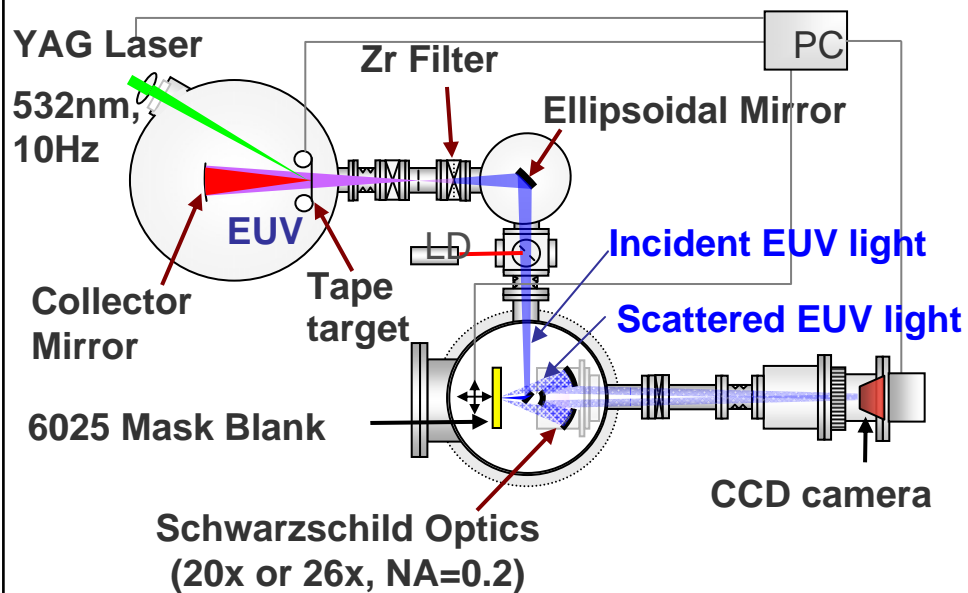 YAG Laser
532nm,
10Hz
Zr Filter
PC
Ellipsoidal Mirror
EUV
LD
Incident EUV light
Collector
Mirror
Tape
target
Scattered EUV light
6025 Mask Blank
CCD camera
Schwarzschild Optics
(20x or 26x, NA=0.2)